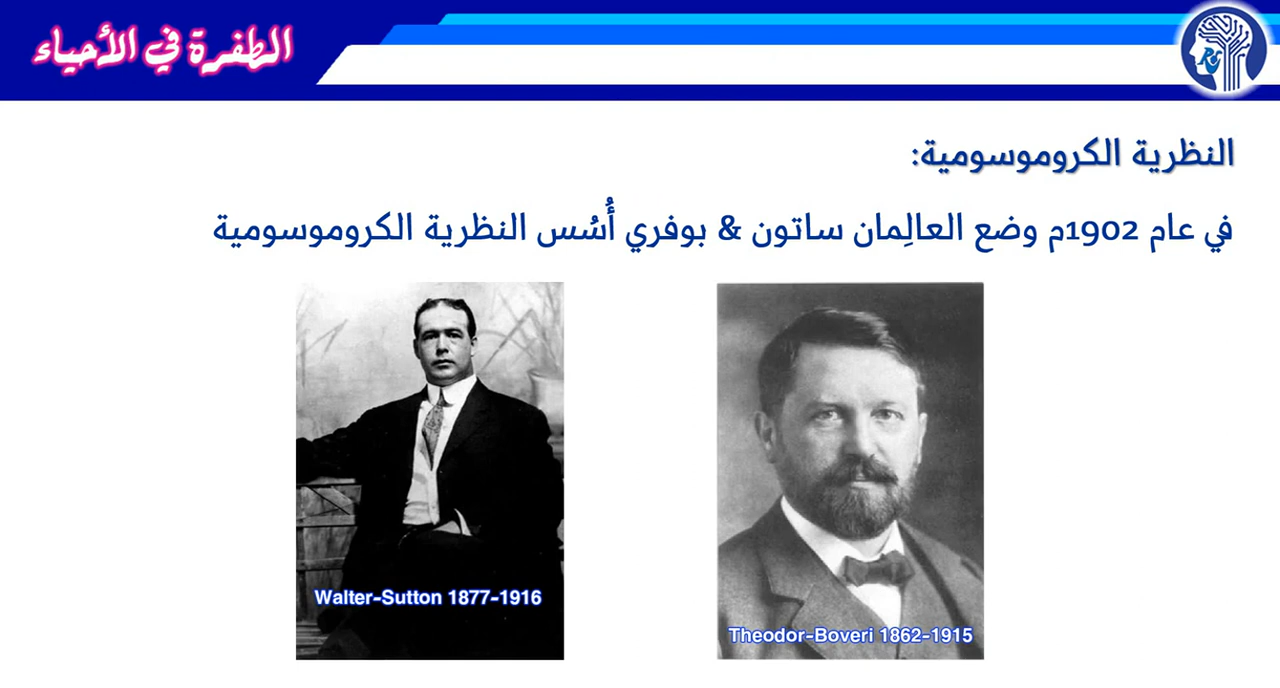 الطفرة في الأحياء
النظرية الكروموسومية:
في عام 1902م وضع العالِمان ساتون & بوفري أُسُس النظرية الكروموسومية
Walter-Sutton 1877-1916
Theodor-Boveri 1862-1915